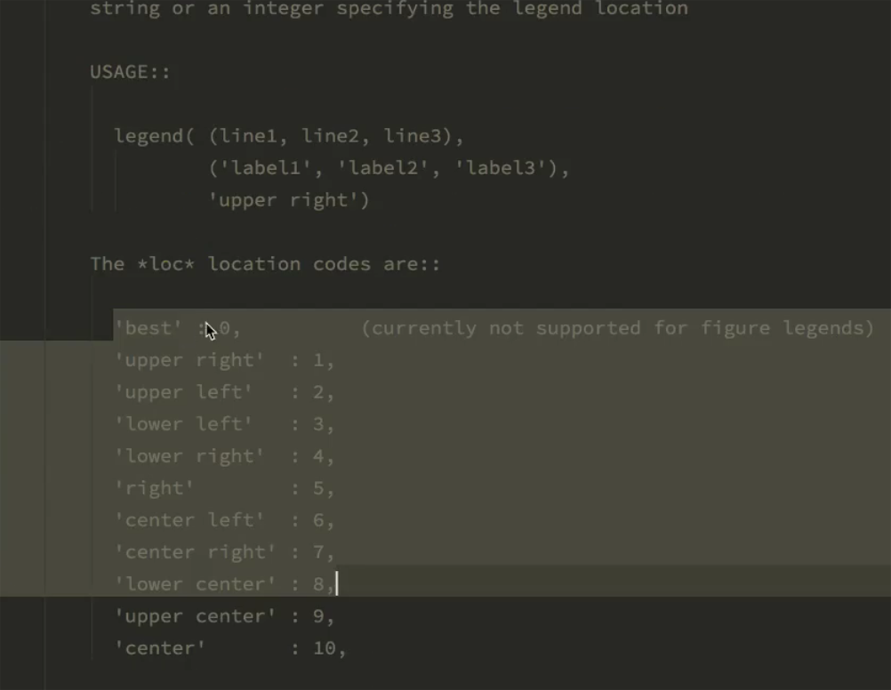 string or an integer specifying the legend location
USAGE::
legend( (line1, line2, line3),
('label1', 'label2', 'label3'),
'upper right')
The *loc* location codes are::
'best' : 0, (currently not supported for figure legends)
'upper right' : 1,
'upper left' : 2,
'lower left' : 3,
'lower right' : 4,
'right' : 5,
'center left' : 6,
'center right' : 7,
'lower center' : 8,
'upper center' : 9,
'center' : 10,